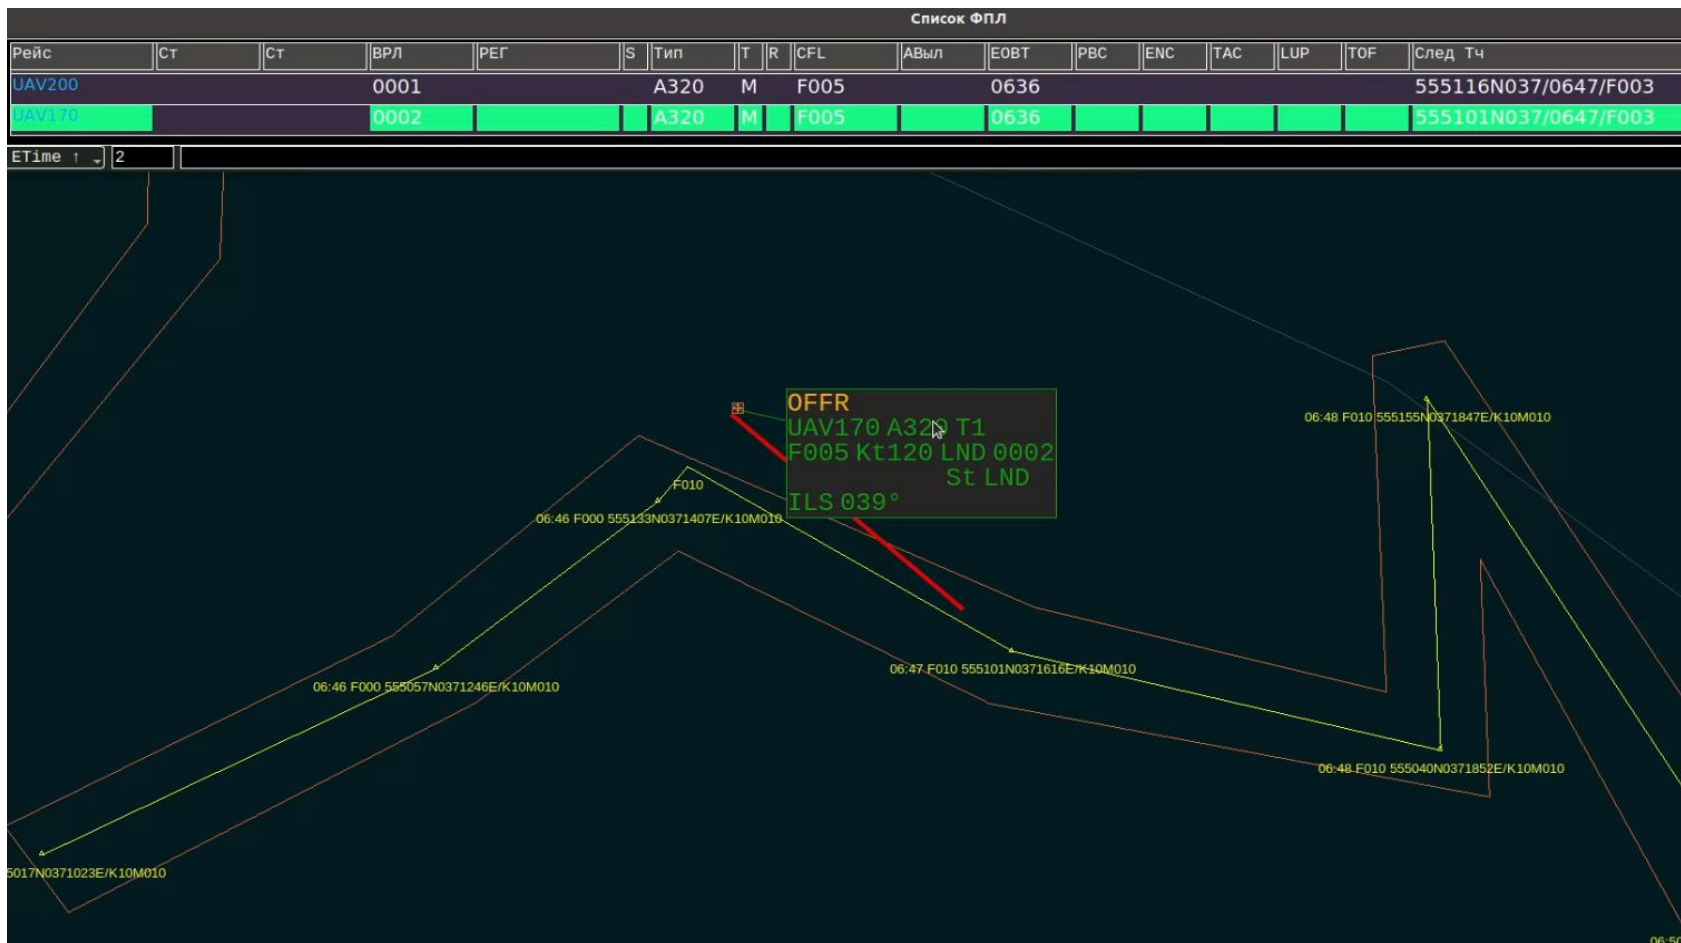 Список ФПЛ
Рейс Ст Ст ВРЛ РЕГ S Тип T R CFL АВыл EOBT PBC ENC TAC LUP TOF След Тч
UAV200 0001 A320 M F005 0636 555116N037/0647/F003
UAV170 0002 A320 M F005 0636 555101N037/0647/F003
ETime ↑ 2
OFFR
UAV170 A320 T1
F005 Kt120 LND 0002
St LND
ILS 039°
06:48 F010 555155N0371847E/K10M010
F010
06:46 F000 555133N0371407E/K10M010
06:47 F010 555101N0371616E/K10M010
06:46 F000 555057N0371246E/K10M010
06:48 F010 555040N0371852E/K10M010
5017N0371023E/K10M010
06:50